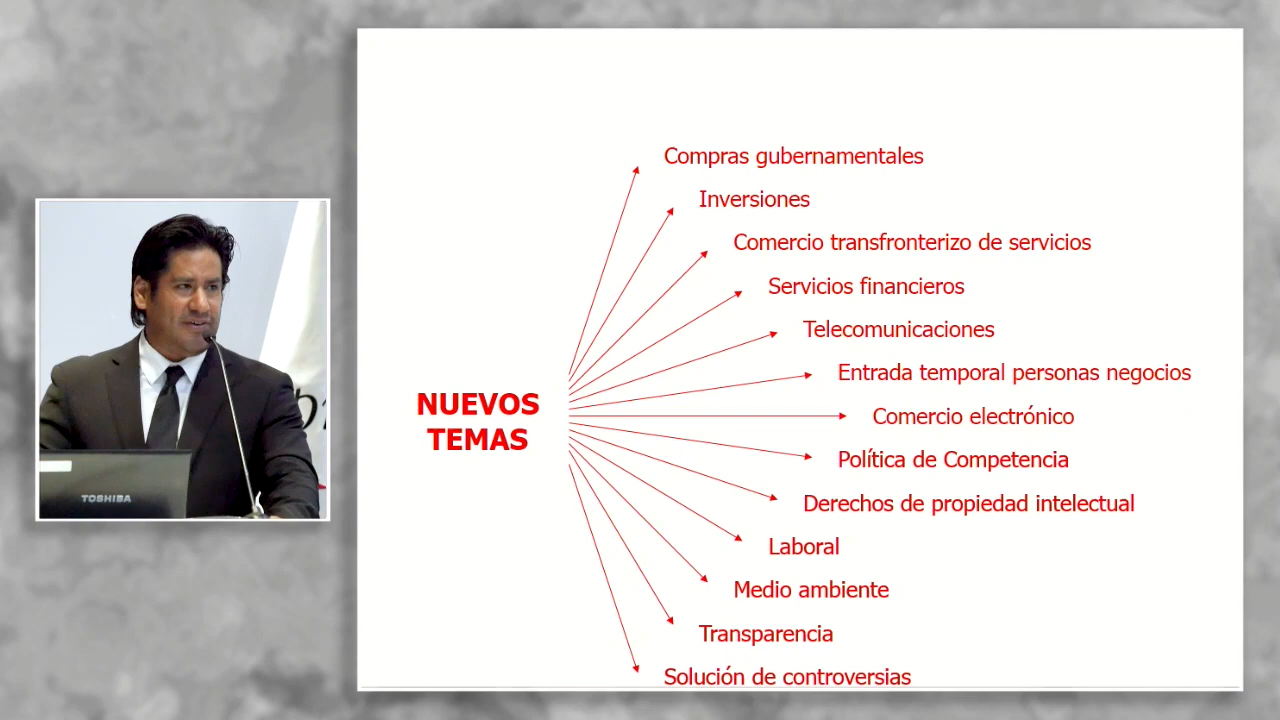 Compras gubernamentales
Inversiones
Comercio transfronterizo de servicios
Servicios financieros
Telecomunicaciones
Entrada temporal personas negocios
NUEVOS
TEMAS
Comercio electrónico
Política de Competencia
Derechos de propiedad intelectual
Laboral
Medio ambiente
Transparencia
Solución de controversias
TOSHIBA